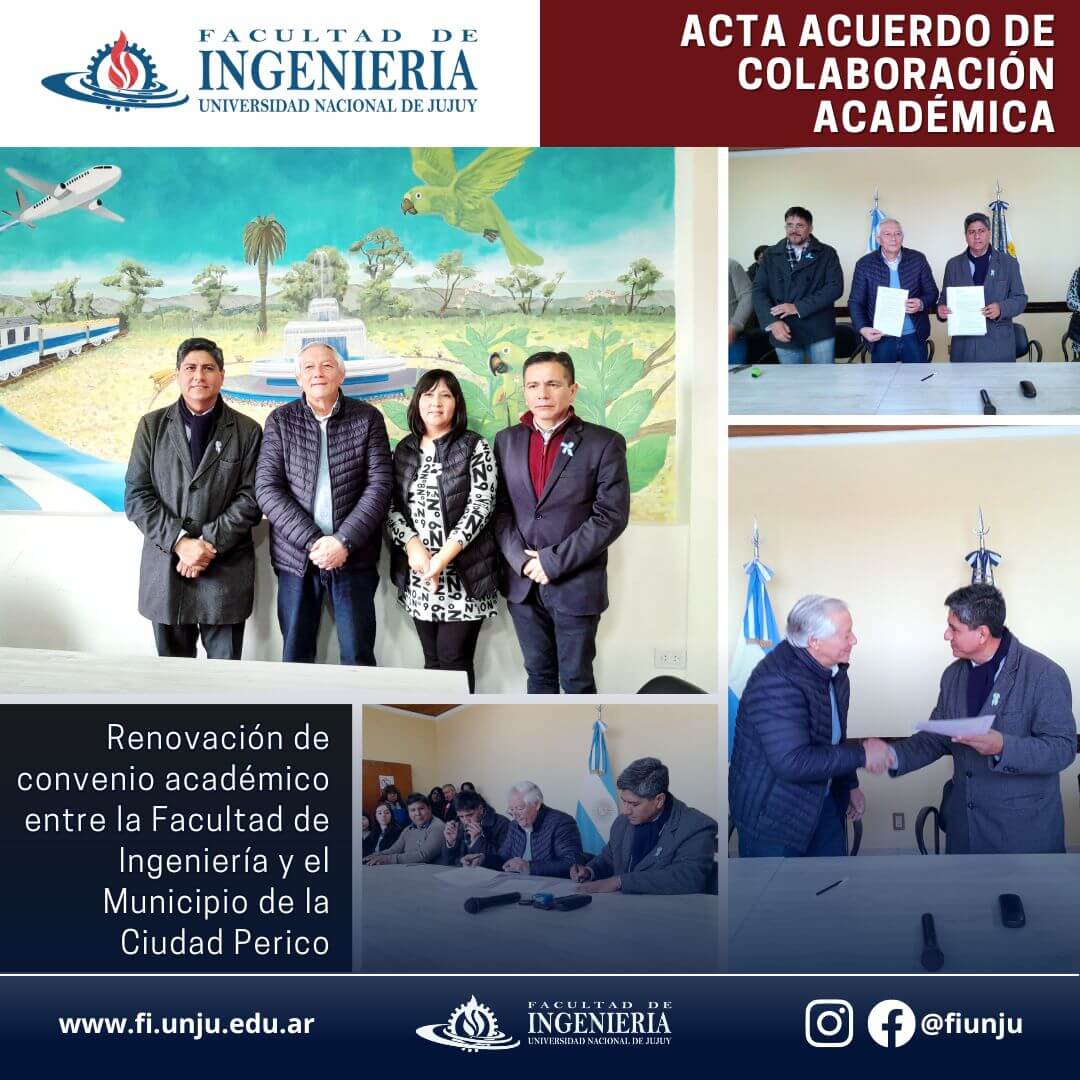 FACULTAD DE
INGENIERIA
UNIVERSIDAD NACIONAL DE JUJUY
ACTA ACUERDO DE
COLABORACIÓN
ACADÉMICA
Renovación de
convenio académico
entre la Facultad de
Ingeniería y el
Municipio de la
Ciudad Perico
www.fi.unju.edu.ar
FACULTAD DE
INGENIERIA
UNIVERSIDAD NACIONAL DE JUJUY
@fiunju